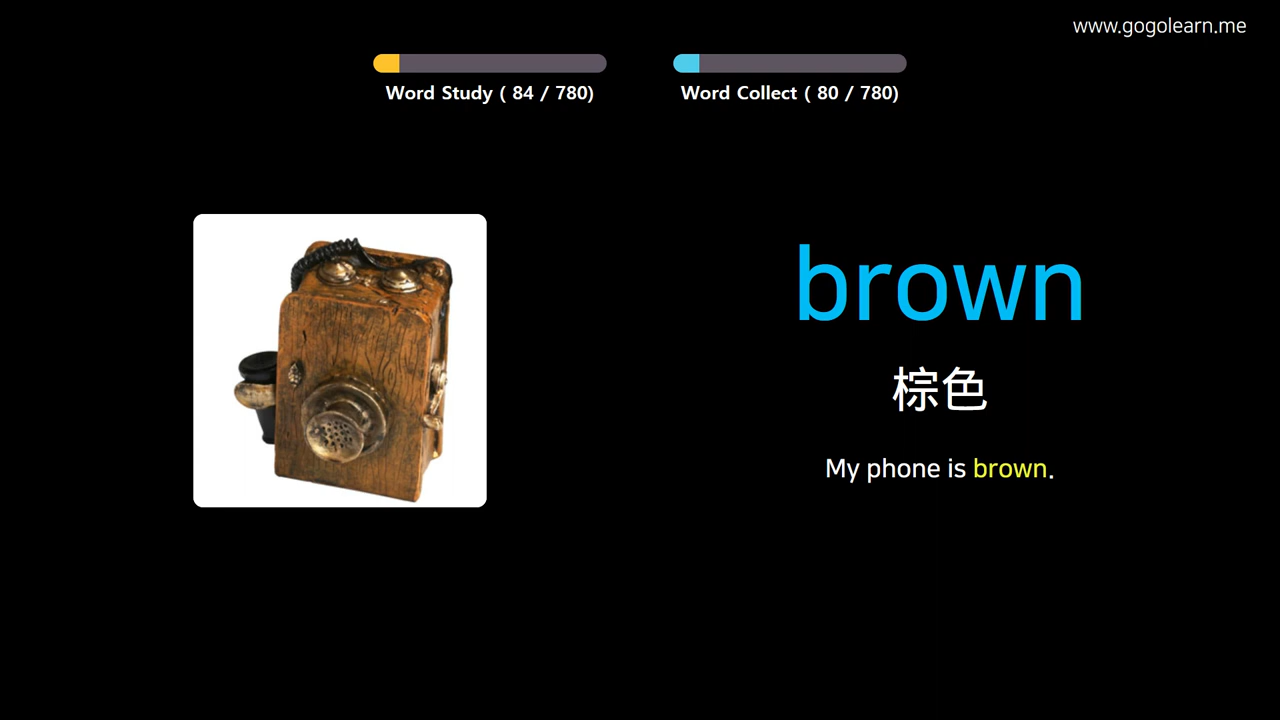 www.gogolearn.me
Word Study ( 84 / 780)
Word Collect ( 80 / 780)
brown
棕色
My phone is brown.